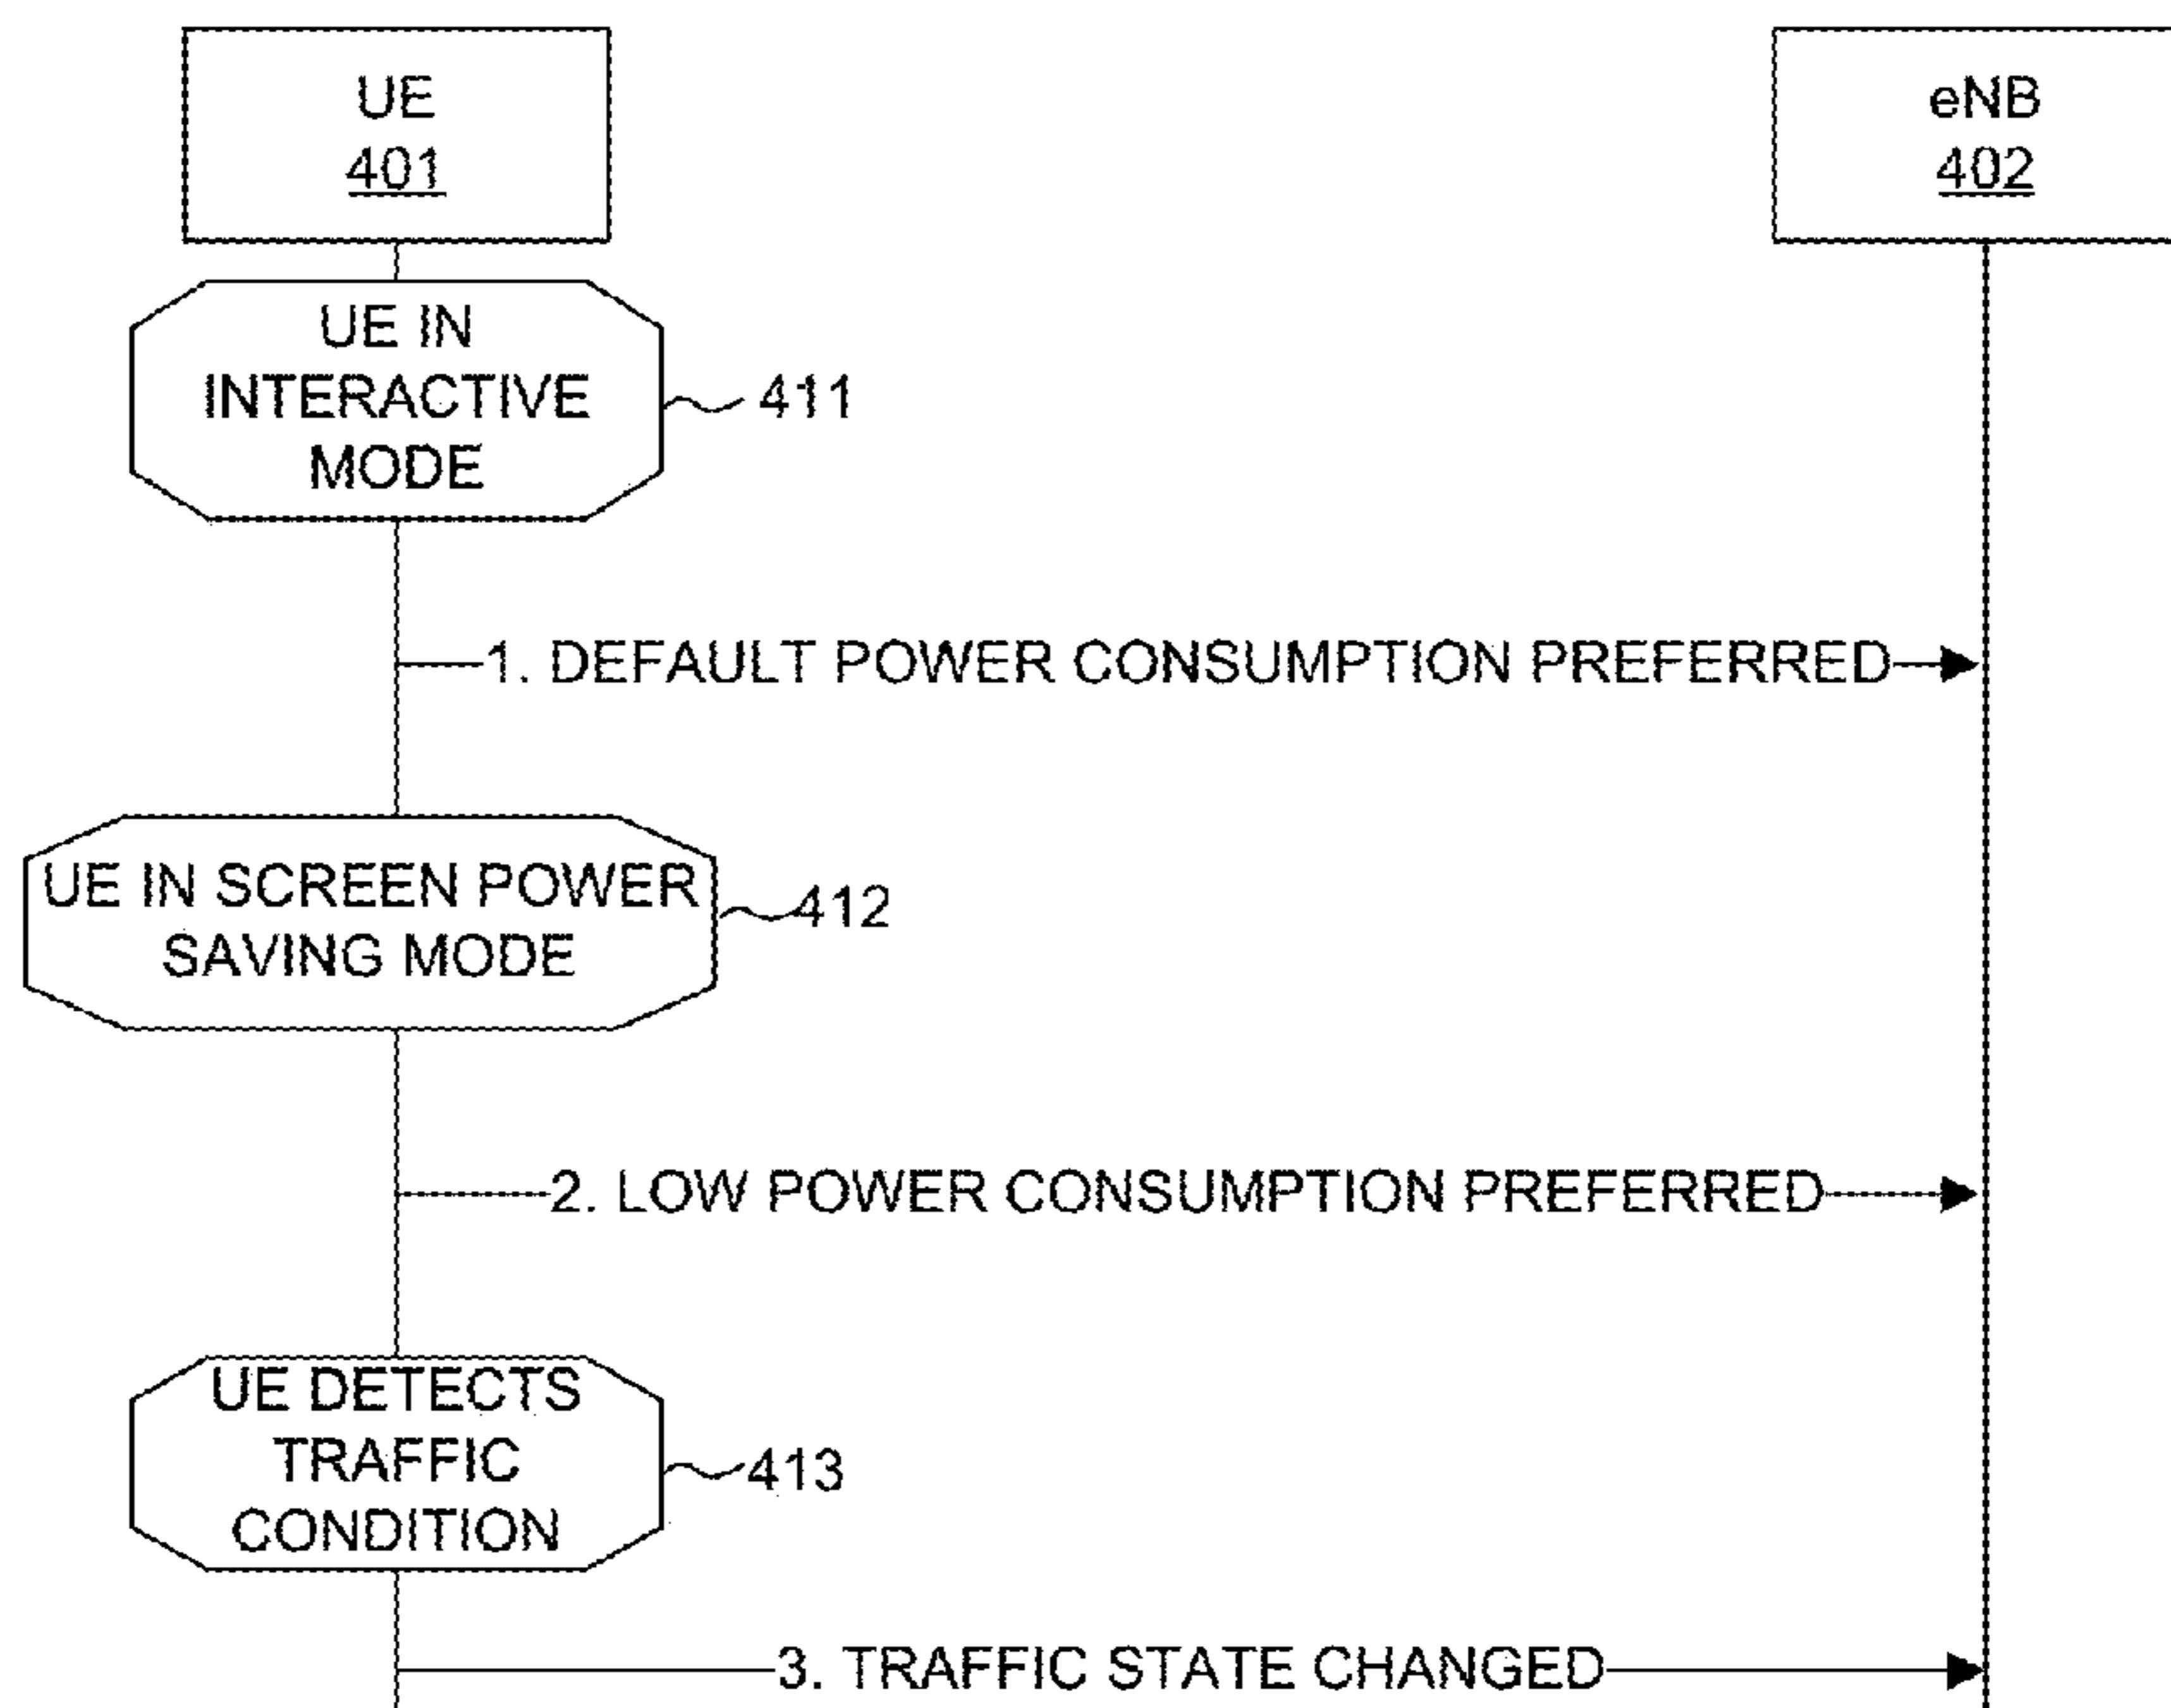 UE
401
eNB
402
UE IN
INTERACTIVE
MODE
411
1. DEFAULT POWER CONSUMPTION PREFERRED
UE IN SCREEN POWER
SAVING MODE
412
2. LOW POWER CONSUMPTION PREFERRED
UE DETECTS
TRAFFIC
CONDITION
413
3. TRAFFIC STATE CHANGED